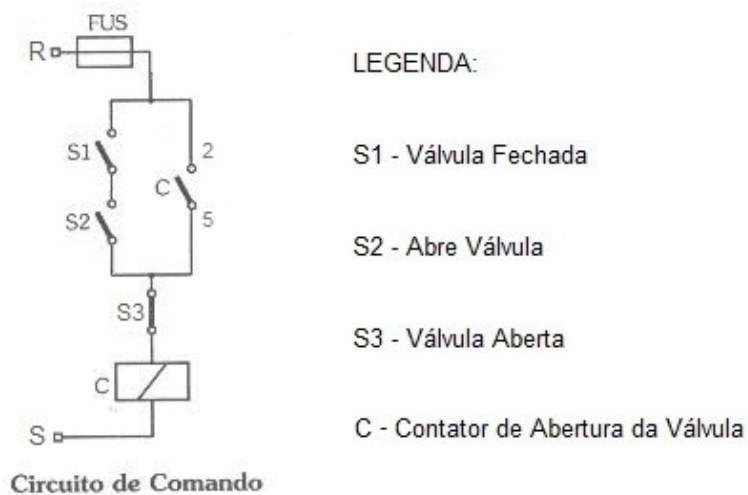 FUS
R
LEGENDA:
S1
2
S1 - Válvula Fechada
C
S2
5
S2 - Abre Válvula
S3
S3 - Válvula Aberta
C
C - Contator de Abertura da Válvula
S
Circuito de Comando